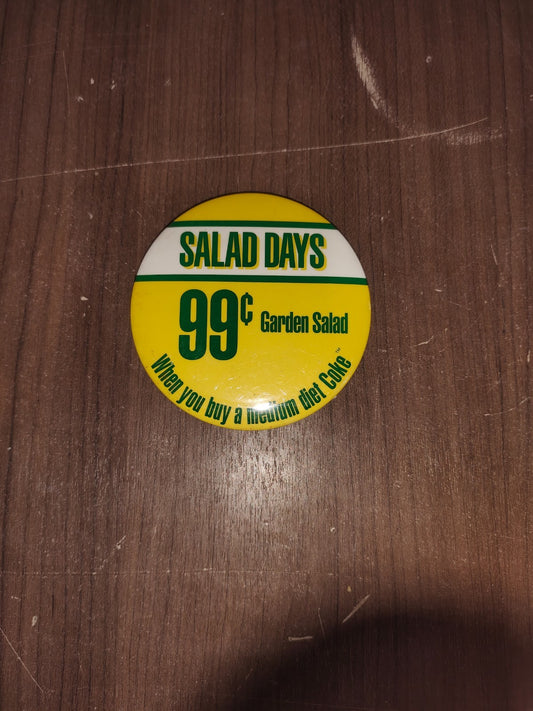 SALAD DAYS
99¢ Garden Salad
When you buy a medium diet Coke™